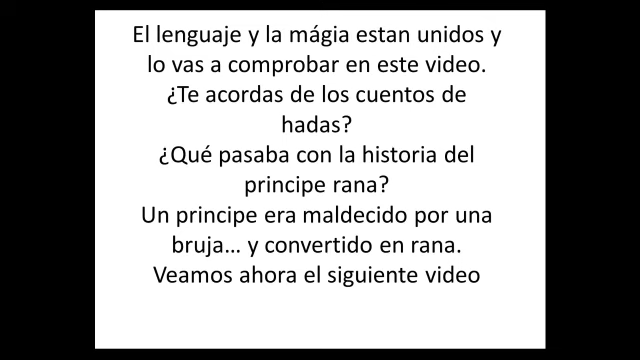 El lenguaje y la mágia estan unidos y
lo vas a comprobar en este video.
¿Te acordas de los cuentos de
hadas?
¿Qué pasaba con la historia del
principe rana?
Un principe era maldecido por una
bruja... y convertido en rana.
Veamos ahora el siguiente video